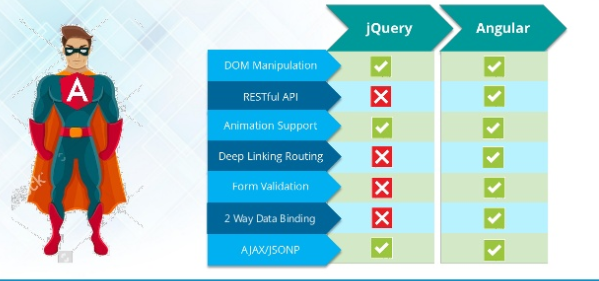 jQuery Angular
A
DOM Manipulation
RESTful API
Animation Support
Deep Linking Routing
Form Validation
2 Way Data Binding
AJAX/JSONP